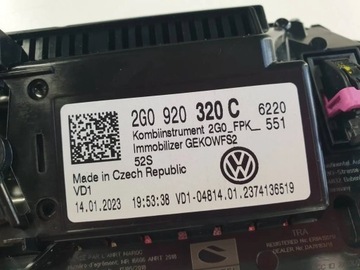 2G0 920 320 C 6220
Kombiinstrument 2G0_FPK_ 551
Immobilizer GEKOWFS2
52S
Made in Czech Republic
VD1
14.01.2023 19:53:38 VD1-04814.01.2374136519
TRA